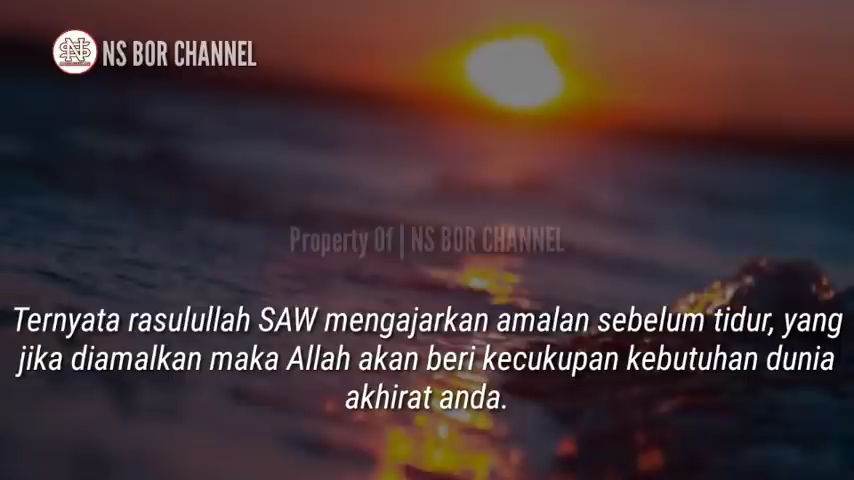 NS BOR CHANNEL
Property Of | NS BOR CHANNEL
Ternyata rasulullah SAW mengajarkan amalan sebelum tidur, yang
jika diamalkan maka Allah akan beri kecukupan kebutuhan dunia
akhirat anda.